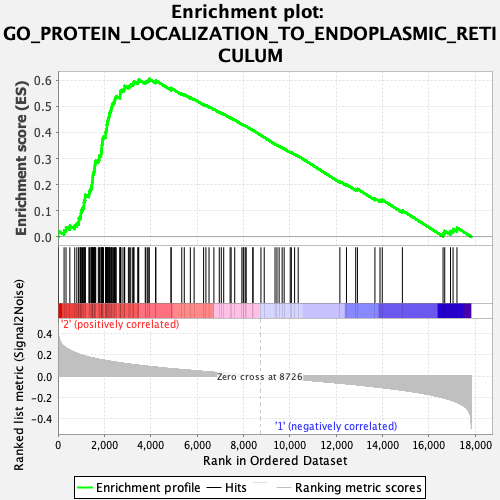 Enrichment plot:
GO_PROTEIN_LOCALIZATION_TO_ENDOPLASMIC_RETI
CULUM
Enrichment score (ES)
0.6
0.5
0.4
0.3
0.2
0.1
0.0
Ranked list metric (Signal2Noise)
'2' (positively correlated)
0.4
0.2
0.0
-0.2
-0.4
Zero cross at 8726
'1' (negatively correlated)
0
2,000
4,000
6,000
8,000
10,000
12,000
14,000
16,000
18,000
Rank in Ordered Dataset
Enrichment profile
Hits
Ranking metric scores